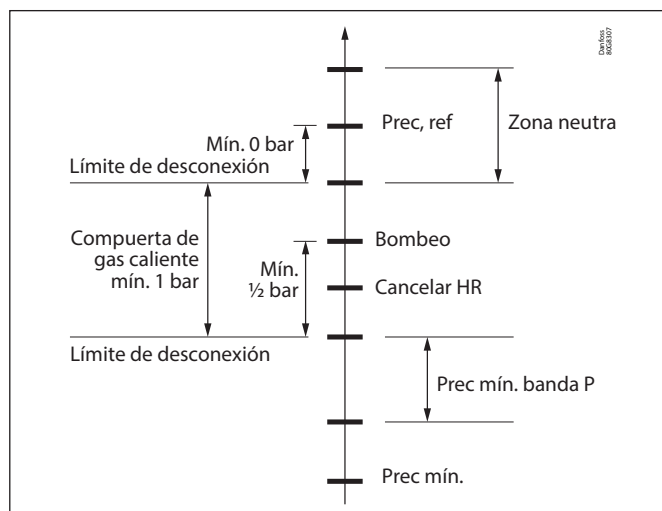 Danfoss
80G8307
Prec, ref
Zona neutra
Mín. 0 bar
Límite de desconexión
Compuerta de
gas caliente
mín. 1 bar
Mín.
½ bar
Bombeo
Cancelar HR
Límite de desconexión
Prec mín. banda P
Prec mín.